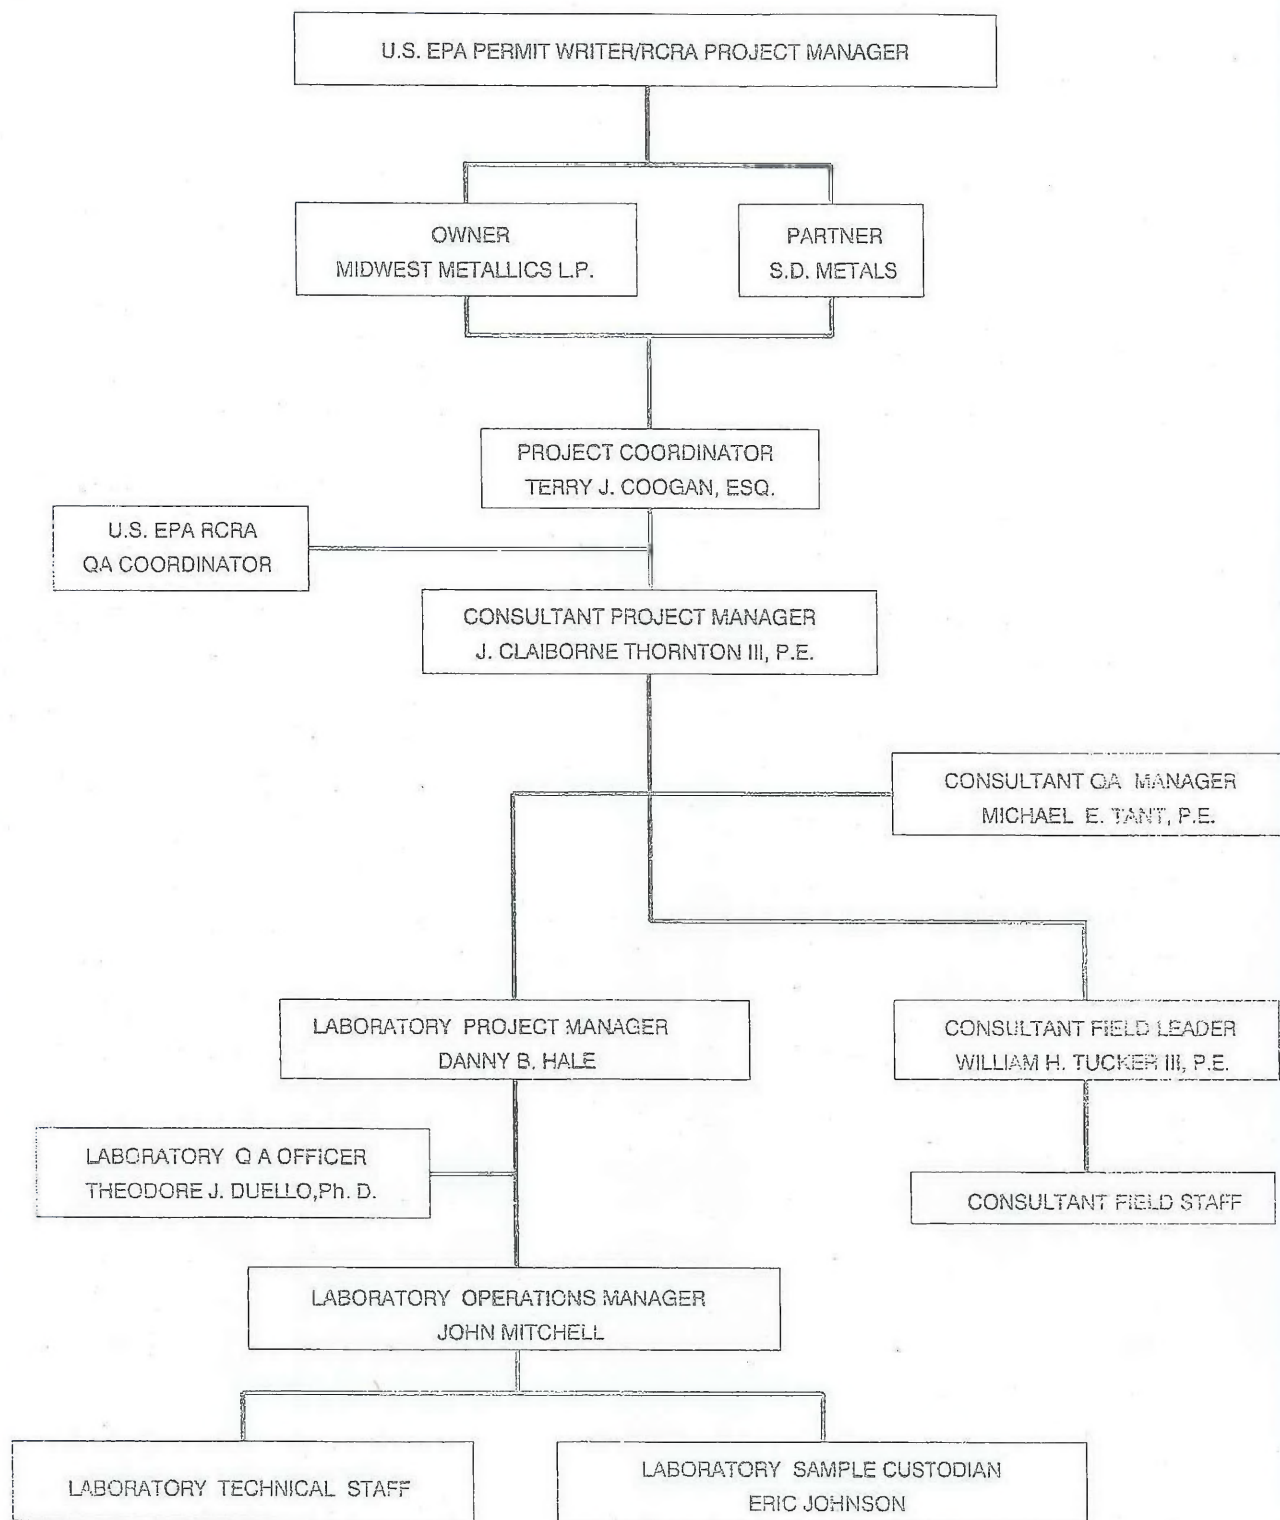 U.S. EPA PERMIT WRITER/RCRA PROJECT MANAGER
OWNER
MIDWEST METALLICS L.P.
PARTNER
S.D. METALS
PROJECT COORDINATOR
TERRY J. COOGAN, ESQ.
U.S. EPA RCRA
QA COORDINATOR
CONSULTANT PROJECT MANAGER
J. CLAIBORNE THORNTON III, P.E.
CONSULTANT QA MANAGER
MICHAEL E. TANT, P.E.
LABORATORY PROJECT MANAGER
DANNY B. HALE
CONSULTANT FIELD LEADER
WILLIAM H. TUCKER III, P.E.
LABORATORY Q A OFFICER
THEODORE J. DUELLO,Ph. D.
CONSULTANT FIELD STAFF
LABORATORY OPERATIONS MANAGER
JOHN MITCHELL
LABORATORY TECHNICAL STAFF
LABORATORY SAMPLE CUSTODIAN
ERIC JOHNSON